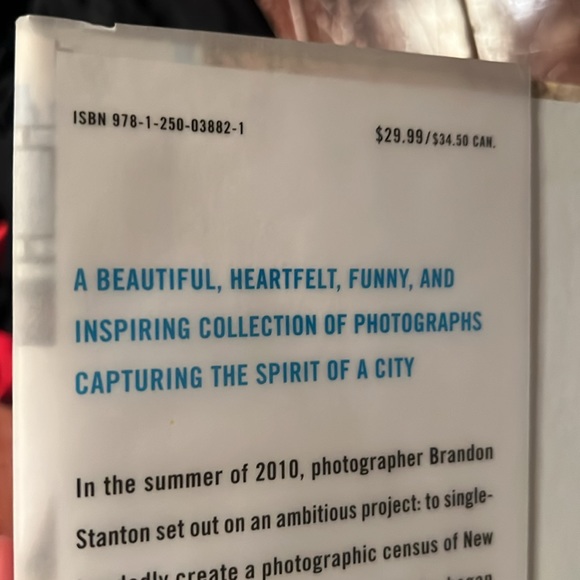 ISBN 978-1-250-03882-1
$29.99/$34.50 CAN.
A BEAUTIFUL, HEARTFELT, FUNNY, AND
INSPIRING COLLECTION OF PHOTOGRAPHS
CAPTURING THE SPIRIT OF A CITY
In the summer of 2010, photographer Brandon
Stanton set out on an ambitious project: to single-
create a photographic census of New